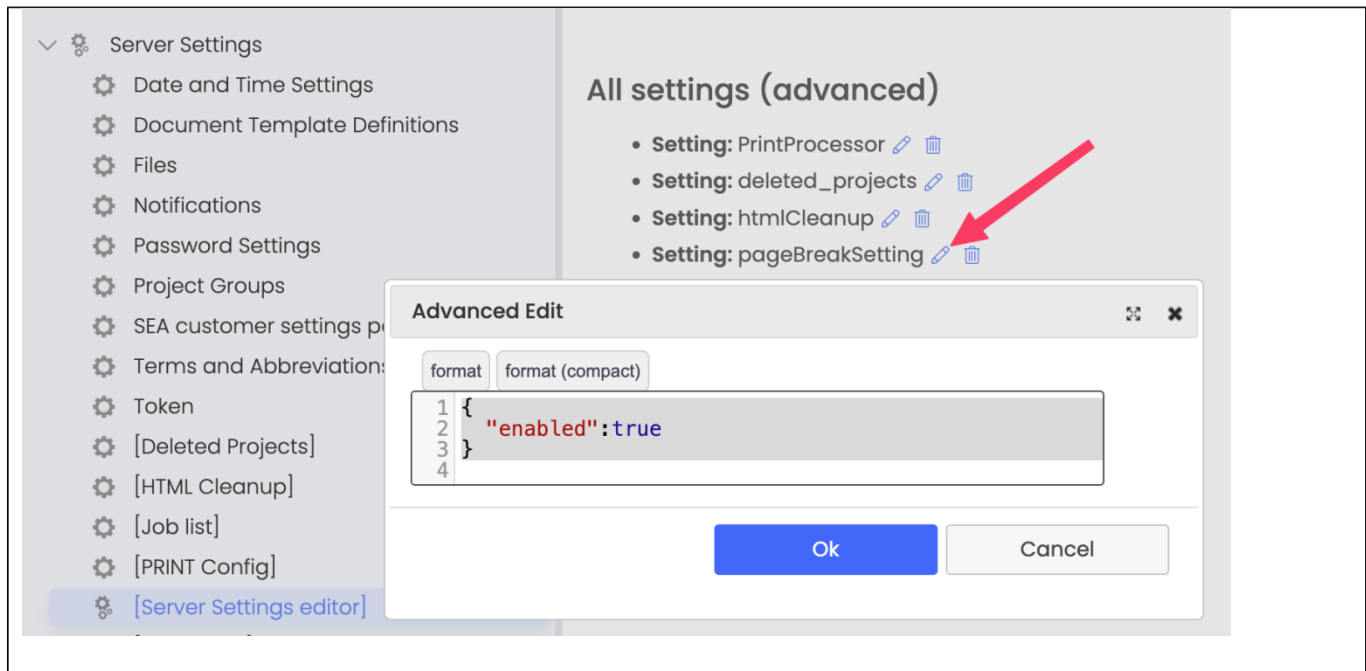 Server Settings
Date and Time Settings
Document Template Definitions
Files
Notifications
Password Settings
Project Groups
SEA customer settings p
Terms and Abbreviations
Token
[Deleted Projects]
[HTML Cleanup]
[Job list]
[PRINT Config]
[Server Settings editor]
All settings (advanced)
• Setting: PrintProcessor
• Setting: deleted_projects
• Setting: htmlCleanup
• Setting: pageBreakSetting
Advanced Edit
format format (compact)
1 {
2 "enabled":true
3 }
4
Ok Cancel